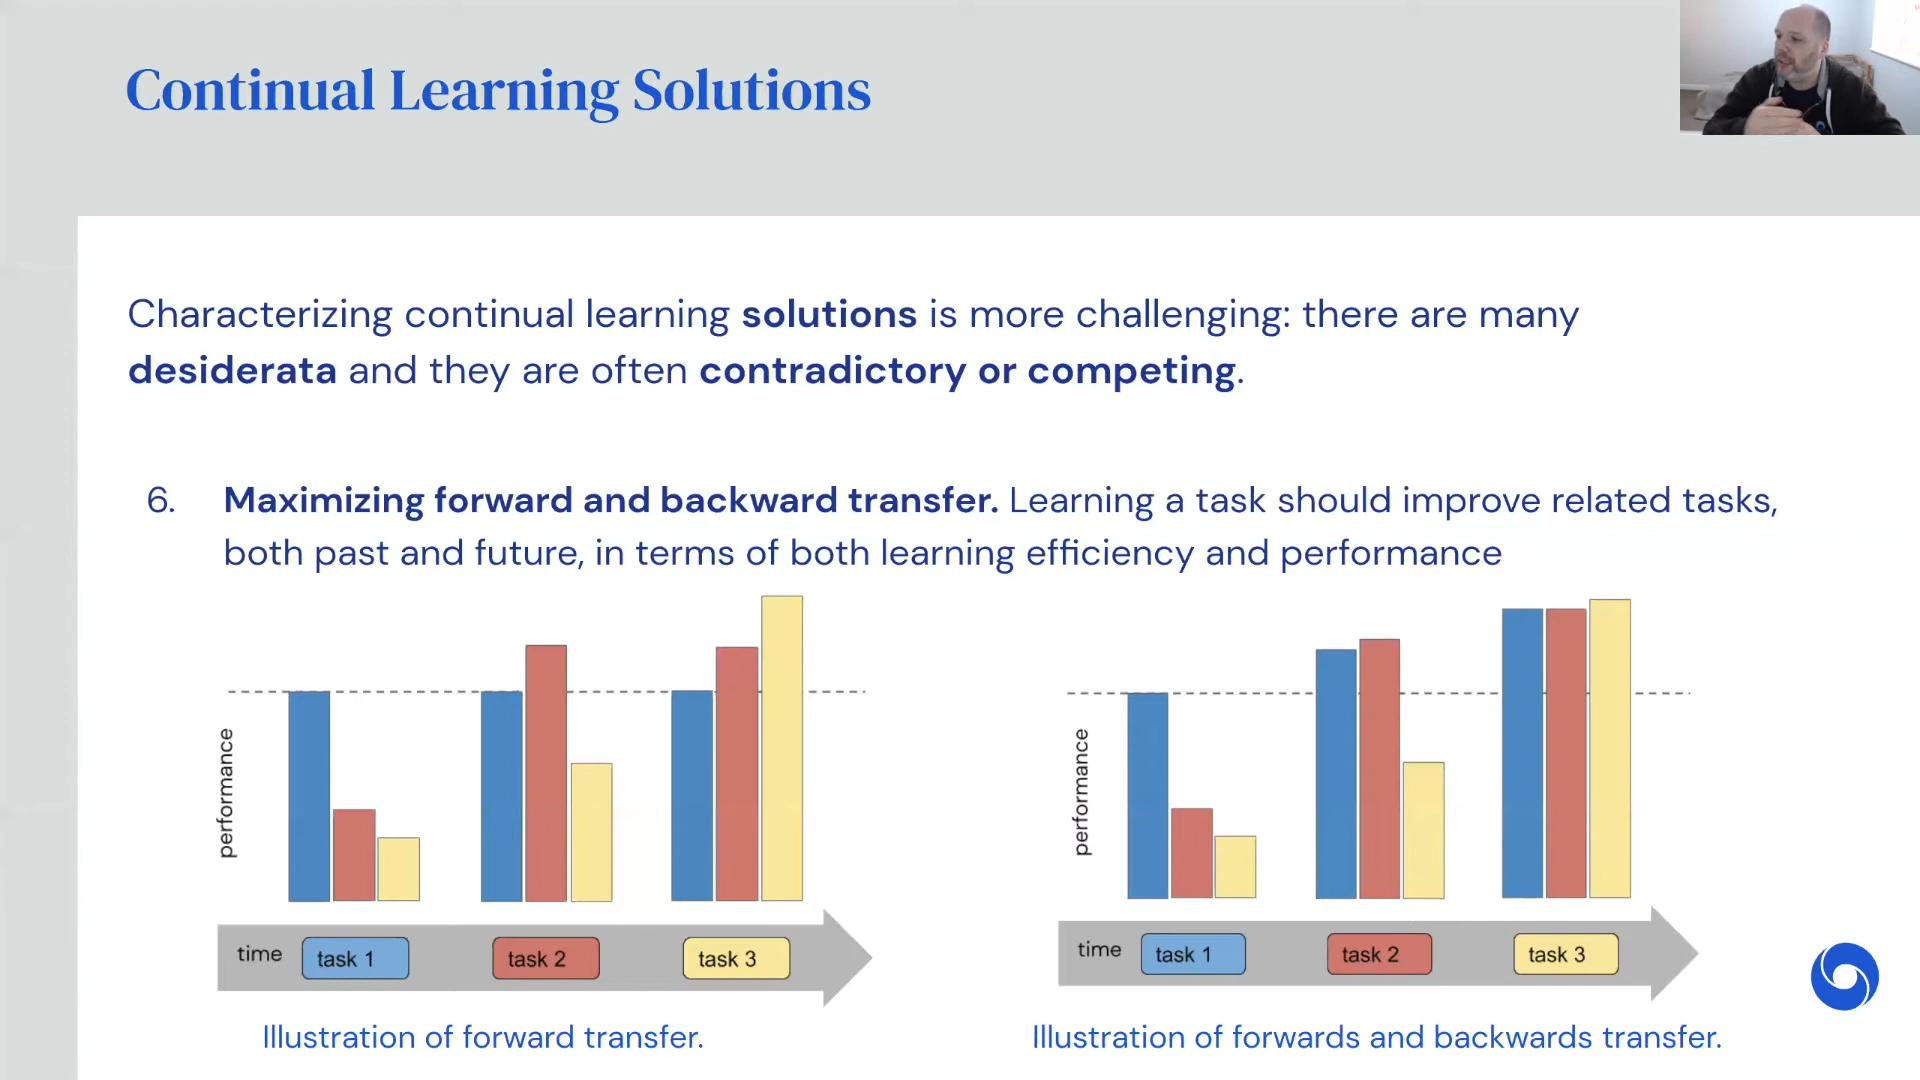 Continual Learning Solutions
Characterizing continual learning solutions is more challenging: there are many
desiderata and they are often contradictory or competing.
6. Maximizing forward and backward transfer. Learning a task should improve related tasks,
both past and future, in terms of both learning efficiency and performance
performance
time task 1 task 2 task 3
Illustration of forward transfer.
performance
time task 1 task 2 task 3
Illustration of forwards and backwards transfer.